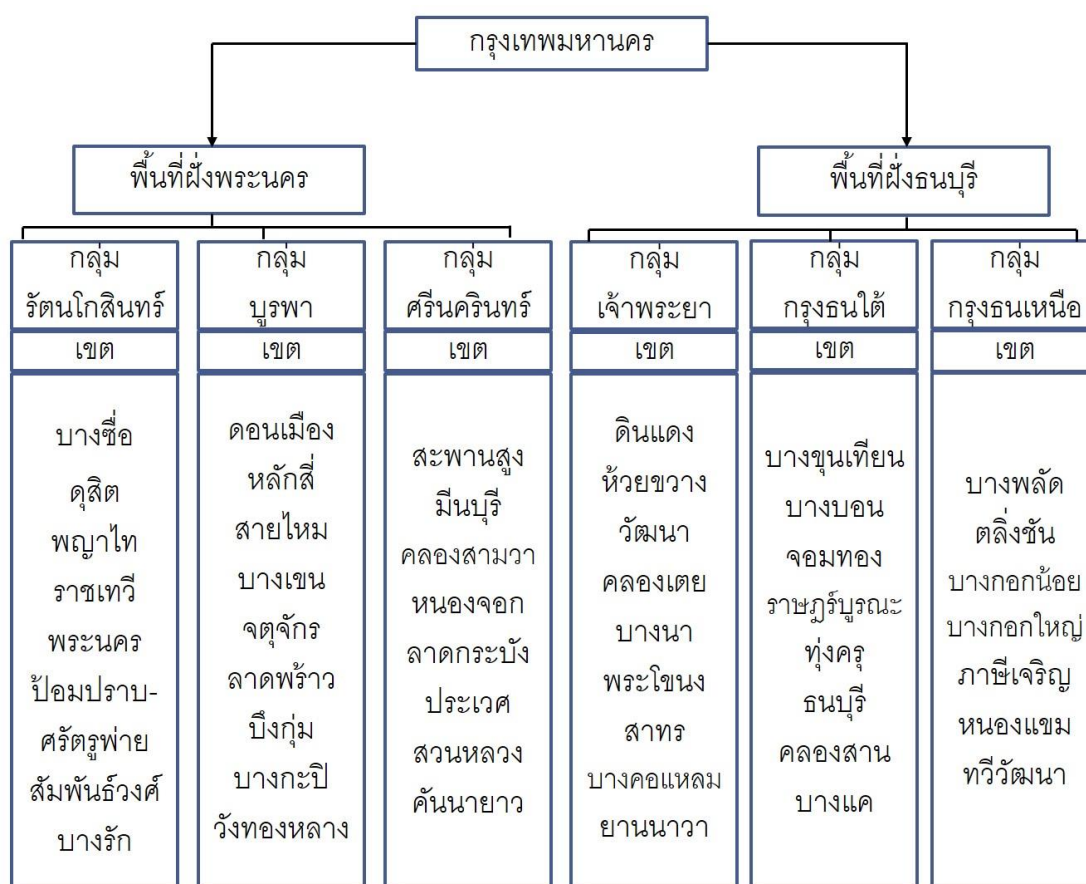 กรุงเทพมหานคร
พื้นที่ฝั่งพระนคร
พื้นที่ฝั่งธนบุรี
กลุ่ม
รัตนโกสินทร์
เขต
บางซื่อ
ดุสิต
พญาไท
ราชเทวี
พระนคร
ป้อมปราบ-
ศรัตรูพ่าย
สัมพันธ์วงศ์
บางรัก
กลุ่ม
บูรพา
เขต
ดอนเมือง
หลักสี่
สายไหม
บางเขน
จตุจักร
ลาดพร้าว
บึงกุ่ม
บางกะปิ
วังทองหลาง
กลุ่ม
ศรีนครินทร์
เขต
สะพานสูง
มีนบุรี
คลองสามวา
หนองจอก
ลาดกระบัง
ประเวศ
สวนหลวง
คันนายาว
กลุ่ม
เจ้าพระยา
เขต
ดินแดง
ห้วยขวาง
วัฒนา
คลองเตย
บางนา
พระโขนง
สาทร
บางคอแหลม
ยานนาวา
กลุ่ม
กรุงธนใต้
เขต
บางขุนเทียน
บางบอน
จอมทอง
ราษฎร์บูรณะ
ทุ่งครุ
ธนบุรี
คลองสาน
บางแค
กลุ่ม
กรุงธนเหนือ
เขต
บางพลัด
ตลิ่งชัน
บางกอกน้อย
บางกอกใหญ่
ภาษีเจริญ
หนองแขม
ทวีวัฒนา